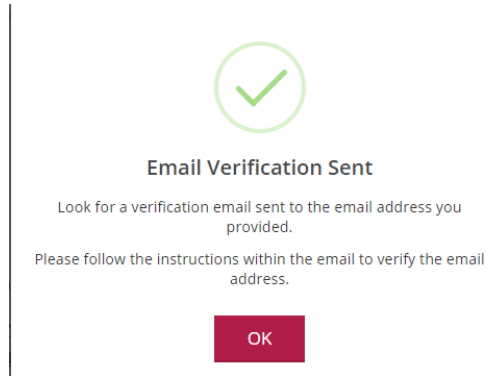 Email Verification Sent
Look for a verification email sent to the email address you
provided.
Please follow the instructions within the email to verify the email
address.
OK